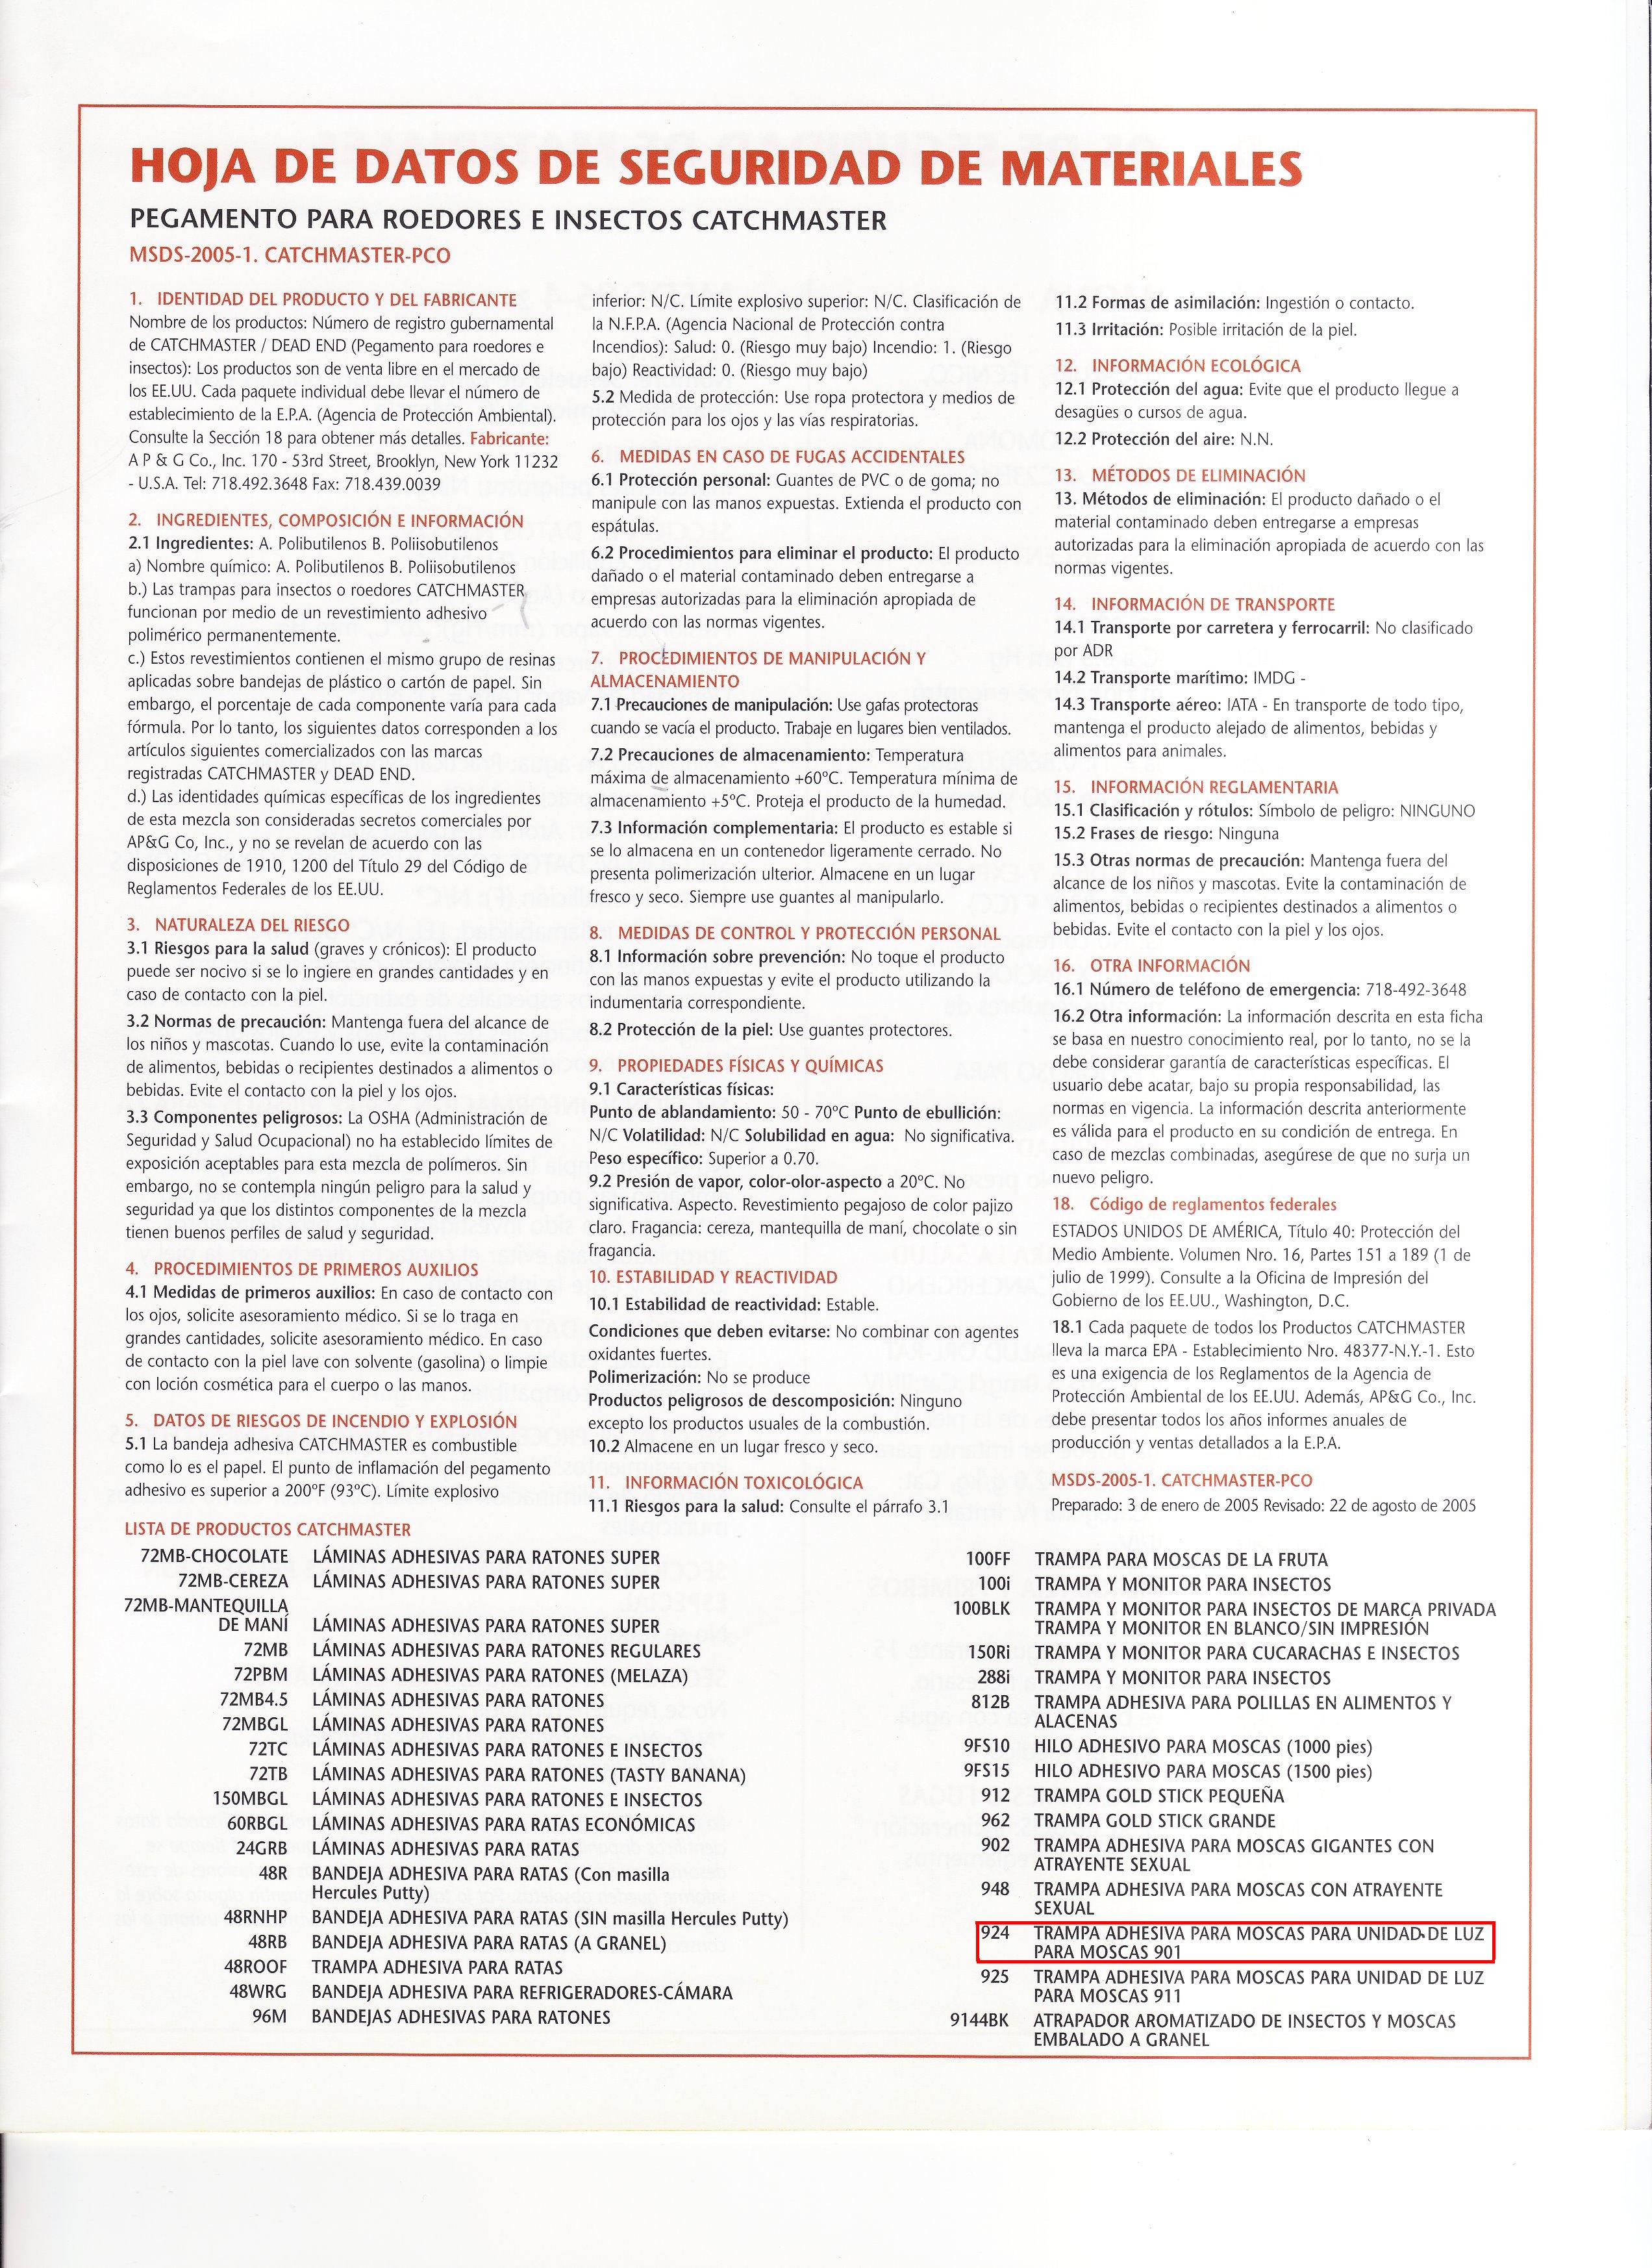 HOJA DE DATOS DE SEGURIDAD DE MATERIALES
PEGAMENTO PARA ROEDORES E INSECTOS CATCHMASTER
MSDS-2005-1. CATCHMASTER-PCO
1. IDENTIDAD DEL PRODUCTO Y DEL FABRICANTE
Nombre de los productos: Número de registro gubernamental
de CATCHMASTER / DEAD END (Pegamento para roedores e
insectos): Los productos son de venta libre en el mercado de
los EE.UU. Cada paquete individual debe llevar el número de
establecimiento de la E.P.A. (Agencia de Protección Ambiental).
Consulte la Sección 18 para obtener más detalles. Fabricante:
A P & G Co., Inc. 170 - 53rd Street, Brooklyn, New York 11232
- U.S.A. Tel: 718.492.3648 Fax: 718.439.0039
2. INGREDIENTES, COMPOSICIÓN E INFORMACIÓN
2.1 Ingredientes: A. Polibutilenos B. Poliisobutilenos
a) Nombre químico: A. Polibutilenos B. Poliisobutilenos
b.) Las trampas para insectos o roedores CATCHMASTER
funcionan por medio de un revestimiento adhesivo
polimérico permanentemente.
c.) Estos revestimientos contienen el mismo grupo de resinas
aplicadas sobre bandejas de plástico o cartón de papel. Sin
embargo, el porcentaje de cada componente varía para cada
fórmula. Por lo tanto, los siguientes datos corresponden a los
artículos siguientes comercializados con las marcas
registradas CATCHMASTER y DEAD END.
d.) Las identidades químicas específicas de los ingredientes
de esta mezcla son consideradas secretos comerciales por
AP&G Co, Inc., y no se revelan de acuerdo con las
disposiciones de 1910, 1200 del Título 29 del Código de
Reglamentos Federales de los EE.UU.
3. NATURALEZA DEL RIESGO
3.1 Riesgos para la salud (graves y crónicos): El producto
puede ser nocivo si se lo ingiere en grandes cantidades y en
caso de contacto con la piel.
3.2 Normas de precaución: Mantenga fuera del alcance de
los niños y mascotas. Cuando lo use, evite la contaminación
de alimentos, bebidas o recipientes destinados a alimentos o
bebidas. Evite el contacto con la piel y los ojos.
3.3 Componentes peligrosos: La OSHA (Administración de
Seguridad y Salud Ocupacional) no ha establecido límites de
exposición aceptables para esta mezcla de polímeros. Sin
embargo, no se contempla ningún peligro para la salud y
seguridad ya que los distintos componentes de la mezcla
tienen buenos perfiles de salud y seguridad.
4. PROCEDIMIENTOS DE PRIMEROS AUXILIOS
4.1 Medidas de primeros auxilios: En caso de contacto con
los ojos, solicite asesoramiento médico. Si se lo traga en
grandes cantidades, solicite asesoramiento médico. En caso
de contacto con la piel lave con solvente (gasolina) o limpie
con loción cosmética para el cuerpo o las manos.
5. DATOS DE RIESGOS DE INCENDIO Y EXPLOSIÓN
5.1 La bandeja adhesiva CATCHMASTER es combustible
como lo es el papel. El punto de inflamación del pegamento
adhesivo es superior a 200ºF (93ºC). Límite explosivo
inferior: N/C. Límite explosivo superior: N/C. Clasificación de
la N.F.P.A. (Agencia Nacional de Protección contra
Incendios): Salud: 0. (Riesgo muy bajo) Incendio: 1. (Riesgo
bajo) Reactividad: 0. (Riesgo muy bajo)
5.2 Medida de protección: Use ropa protectora y medios de
protección para los ojos y las vías respiratorias.
6. MEDIDAS EN CASO DE FUGAS ACCIDENTALES
6.1 Protección personal: Guantes de PVC o de goma; no
manipule con las manos expuestas. Extienda el producto con
espátulas.
6.2 Procedimientos para eliminar el producto: El producto
dañado o el material contaminado deben entregarse a
empresas autorizadas para la eliminación apropiada de
acuerdo con las normas vigentes.
7. PROCEDIMIENTOS DE MANIPULACIÓN Y
ALMACENAMIENTO
7.1 Precauciones de manipulación: Use gafas protectoras
cuando se vacía el producto. Trabaje en lugares bien ventilados.
7.2 Precauciones de almacenamiento: Temperatura
máxima de almacenamiento +60ºC. Temperatura mínima de
almacenamiento +5ºC. Proteja el producto de la humedad.
7.3 Información complementaria: El producto es estable si
se lo almacena en un contenedor ligeramente cerrado. No
presenta polimerización ulterior. Almacene en un lugar
fresco y seco. Siempre use guantes al manipularlo.
8. MEDIDAS DE CONTROL Y PROTECCIÓN PERSONAL
8.1 Información sobre prevención: No toque el producto
con las manos expuestas y evite el producto utilizando la
indumentaria correspondiente.
8.2 Protección de la piel: Use guantes protectores.
9. PROPIEDADES FÍSICAS Y QUÍMICAS
9.1 Características físicas:
Punto de ablandamiento: 50 - 70ºC Punto de ebullición:
N/C Volatilidad: N/C Solubilidad en agua: No significativa.
Peso específico: Superior a 0.70.
9.2 Presión de vapor, color-olor-aspecto a 20ºC. No
significativa. Aspecto. Revestimiento pegajoso de color pajizo
claro. Fragancia: cereza, mantequilla de maní, chocolate o sin
fragancia.
10. ESTABILIDAD Y REACTIVIDAD
10.1 Estabilidad de reactividad: Estable.
Condiciones que deben evitarse: No combinar con agentes
oxidantes fuertes.
Polimerización: No se produce
Productos peligrosos de descomposición: Ninguno
excepto los productos usuales de la combustión.
10.2 Almacene en un lugar fresco y seco.
11. INFORMACIÓN TOXICOLÓGICA
11.1 Riesgos para la salud: Consulte el párrafo 3.1
11.2 Formas de asimilación: Ingestión o contacto.
11.3 Irritación: Posible irritación de la piel.
12. INFORMACIÓN ECOLÓGICA
12.1 Protección del agua: Evite que el producto llegue a
desagües o cursos de agua.
12.2 Protección del aire: N.N.
13. MÉTODOS DE ELIMINACIÓN
13. Métodos de eliminación: El producto dañado o el
material contaminado deben entregarse a empresas
autorizadas para la eliminación apropiada de acuerdo con las
normas vigentes.
14. INFORMACIÓN DE TRANSPORTE
14.1 Transporte por carretera y ferrocarril: No clasificado
por ADR
14.2 Transporte marítimo: IMDG -
14.3 Transporte aéreo: IATA - En transporte de todo tipo,
mantenga el producto alejado de alimentos, bebidas y
alimentos para animales.
15. INFORMACIÓN REGLAMENTARIA
15.1 Clasificación y rótulos: Símbolo de peligro: NINGUNO
15.2 Frases de riesgo: Ninguna
15.3 Otras normas de precaución: Mantenga fuera del
alcance de los niños y mascotas. Evite la contaminación de
alimentos, bebidas o recipientes destinados a alimentos o
bebidas. Evite el contacto con la piel y los ojos.
16. OTRA INFORMACIÓN
16.1 Número de teléfono de emergencia: 718-492-3648
16.2 Otra información: La información descrita en esta ficha
se basa en nuestro conocimiento real, por lo tanto, no se la
debe considerar garantía de características específicas. El
usuario debe acatar, bajo su propia responsabilidad, las
normas en vigencia. La información descrita anteriormente
es válida para el producto en su condición de entrega. En
caso de mezclas combinadas, asegúrese de que no surja un
nuevo peligro.
18. Código de reglamentos federales
ESTADOS UNIDOS DE AMÉRICA, Título 40: Protección del
Medio Ambiente. Volumen Nro. 16, Partes 151 a 189 (1 de
julio de 1999). Consulte a la Oficina de Impresión del
Gobierno de los EE.UU., Washington, D.C.
18.1 Cada paquete de todos los Productos CATCHMASTER
lleva la marca EPA - Establecimiento Nro. 48377-N.Y.-1. Esto
es una exigencia de los Reglamentos de la Agencia de
Protección Ambiental de los EE.UU. Además, AP&G Co., Inc.
debe presentar todos los años informes anuales de
producción y ventas detallados a la E.P.A.
MSDS-2005-1. CATCHMASTER-PCO
Preparado: 3 de enero de 2005 Revisado: 22 de agosto de 2005
LISTA DE PRODUCTOS CATCHMASTER
72MB-CHOCOLATE LÁMINAS ADHESIVAS PARA RATONES SUPER
72MB-CEREZA LÁMINAS ADHESIVAS PARA RATONES SUPER
72MB-MANTEQUILLA
DE MANÍ LÁMINAS ADHESIVAS PARA RATONES SUPER
72MB LÁMINAS ADHESIVAS PARA RATONES REGULARES
72PBM LÁMINAS ADHESIVAS PARA RATONES (MELAZA)
72MB4.5 LÁMINAS ADHESIVAS PARA RATONES
72MBGL LÁMINAS ADHESIVAS PARA RATONES
72TC LÁMINAS ADHESIVAS PARA RATONES E INSECTOS
72TB LÁMINAS ADHESIVAS PARA RATONES (TASTY BANANA)
150MBGL LÁMINAS ADHESIVAS PARA RATONES E INSECTOS
60RBGL LÁMINAS ADHESIVAS PARA RATAS ECONÓMICAS
24GRB LÁMINAS ADHESIVAS PARA RATAS
48R BANDEJA ADHESIVA PARA RATAS (Con masilla
Hercules Putty)
48RNHP BANDEJA ADHESIVA PARA RATAS (SIN masilla Hercules Putty)
48RB BANDEJA ADHESIVA PARA RATAS (A GRANEL)
48ROOF TRAMPA ADHESIVA PARA RATAS
48WRG BANDEJA ADHESIVA PARA REFRIGERADORES-CÁMARA
96M BANDEJAS ADHESIVAS PARA RATONES
100FF TRAMPA PARA MOSCAS DE LA FRUTA
100i TRAMPA Y MONITOR PARA INSECTOS
100BLK TRAMPA Y MONITOR PARA INSECTOS DE MARCA PRIVADA
TRAMPA Y MONITOR EN BLANCO/SIN IMPRESIÓN
150Ri TRAMPA Y MONITOR PARA CUCARACHAS E INSECTOS
288i TRAMPA Y MONITOR PARA INSECTOS
812B TRAMPA ADHESIVA PARA POLILLAS EN ALIMENTOS Y
ALACENAS
9FS10 HILO ADHESIVO PARA MOSCAS (1000 pies)
9FS15 HILO ADHESIVO PARA MOSCAS (1500 pies)
912 TRAMPA GOLD STICK PEQUEÑA
962 TRAMPA GOLD STICK GRANDE
902 TRAMPA ADHESIVA PARA MOSCAS GIGANTES CON
ATRAYENTE SEXUAL
948 TRAMPA ADHESIVA PARA MOSCAS CON ATRAYENTE
SEXUAL
924 TRAMPA ADHESIVA PARA MOSCAS PARA UNIDAD DE LUZ
PARA MOSCAS 901
925 TRAMPA ADHESIVA PARA MOSCAS PARA UNIDAD DE LUZ
PARA MOSCAS 911
9144BK ATRAPADOR AROMATIZADO DE INSECTOS Y MOSCAS
EMBALADO A GRANEL